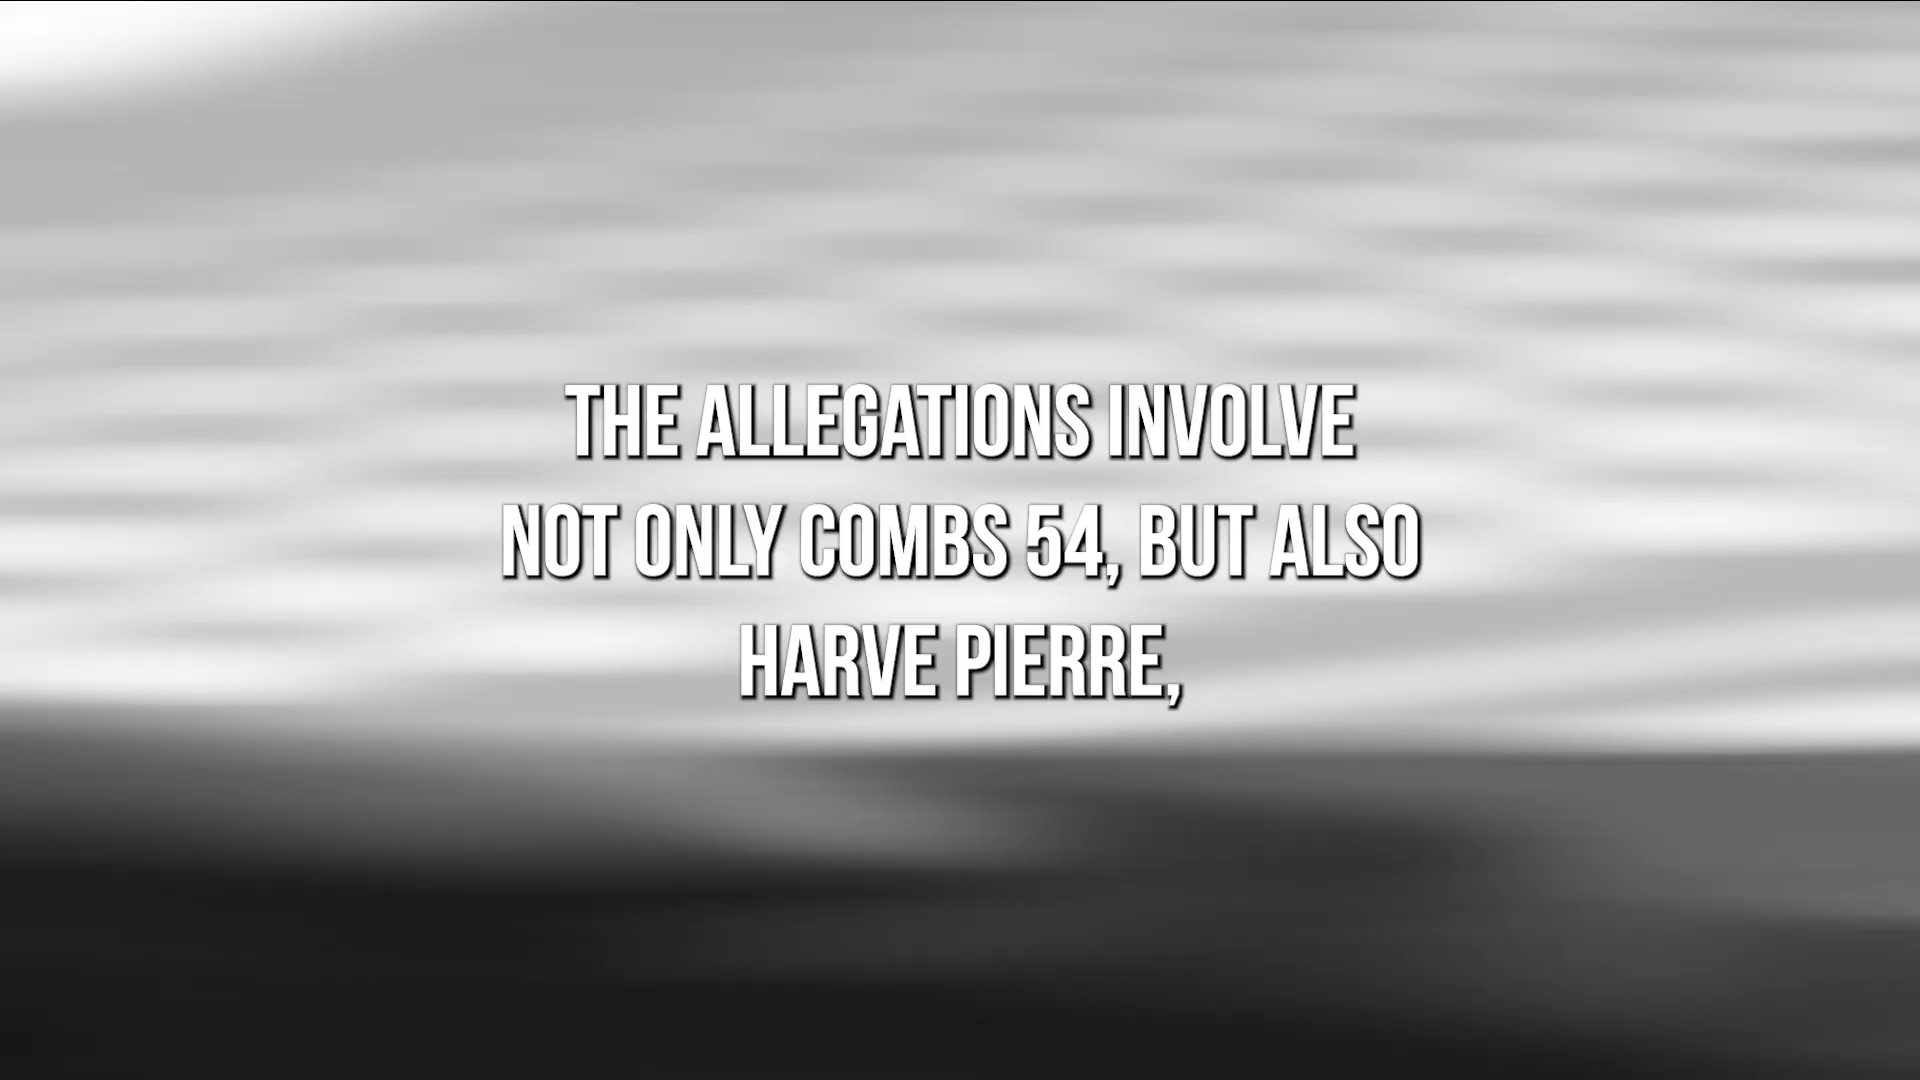 THE ALLEGATIONS INVOLVE
NOT ONLY COMBS 54, BUT ALSO
HARVE PIERRE,